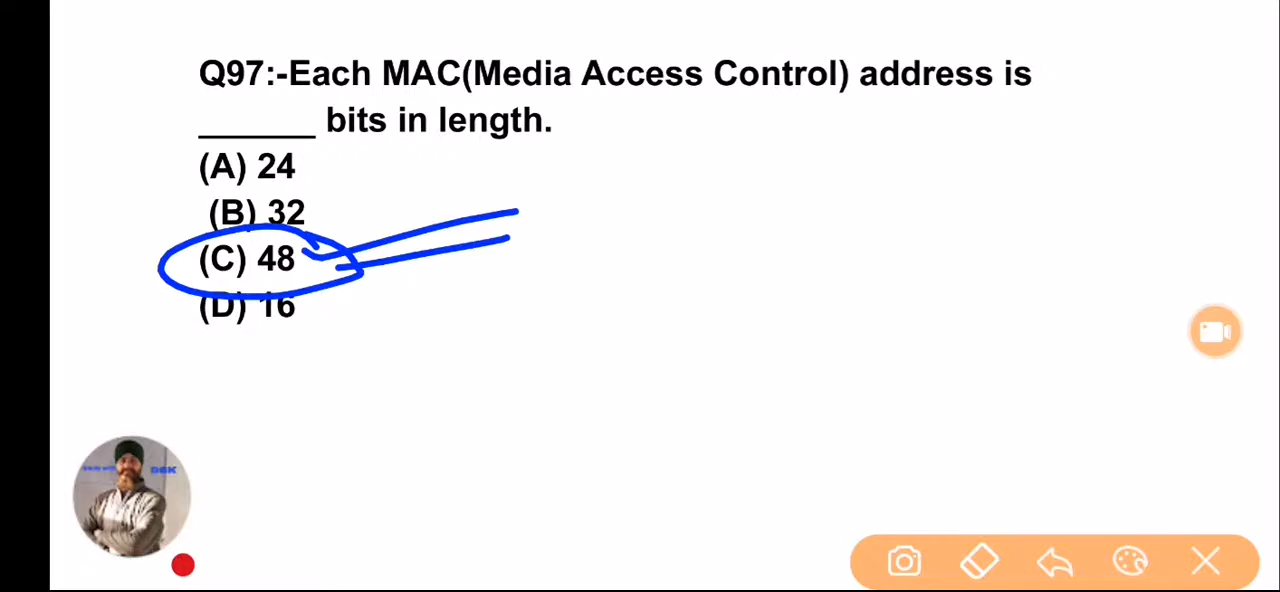 Q97:-Each MAC(Media Access Control) address is
______ bits in length.
(A) 24
(B) 32
(C) 48
(D) 16